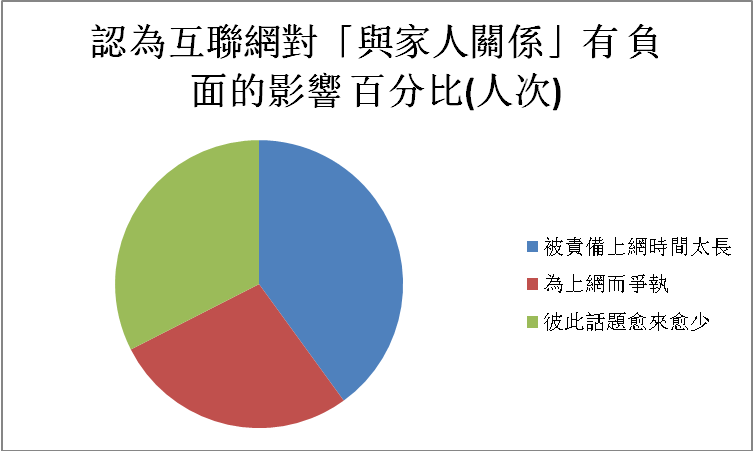 認為互聯網對「與家人關係」有 負
面的影響 百分比(人次)
被責備上網時間太長
為上網而爭執
彼此話題愈來愈少